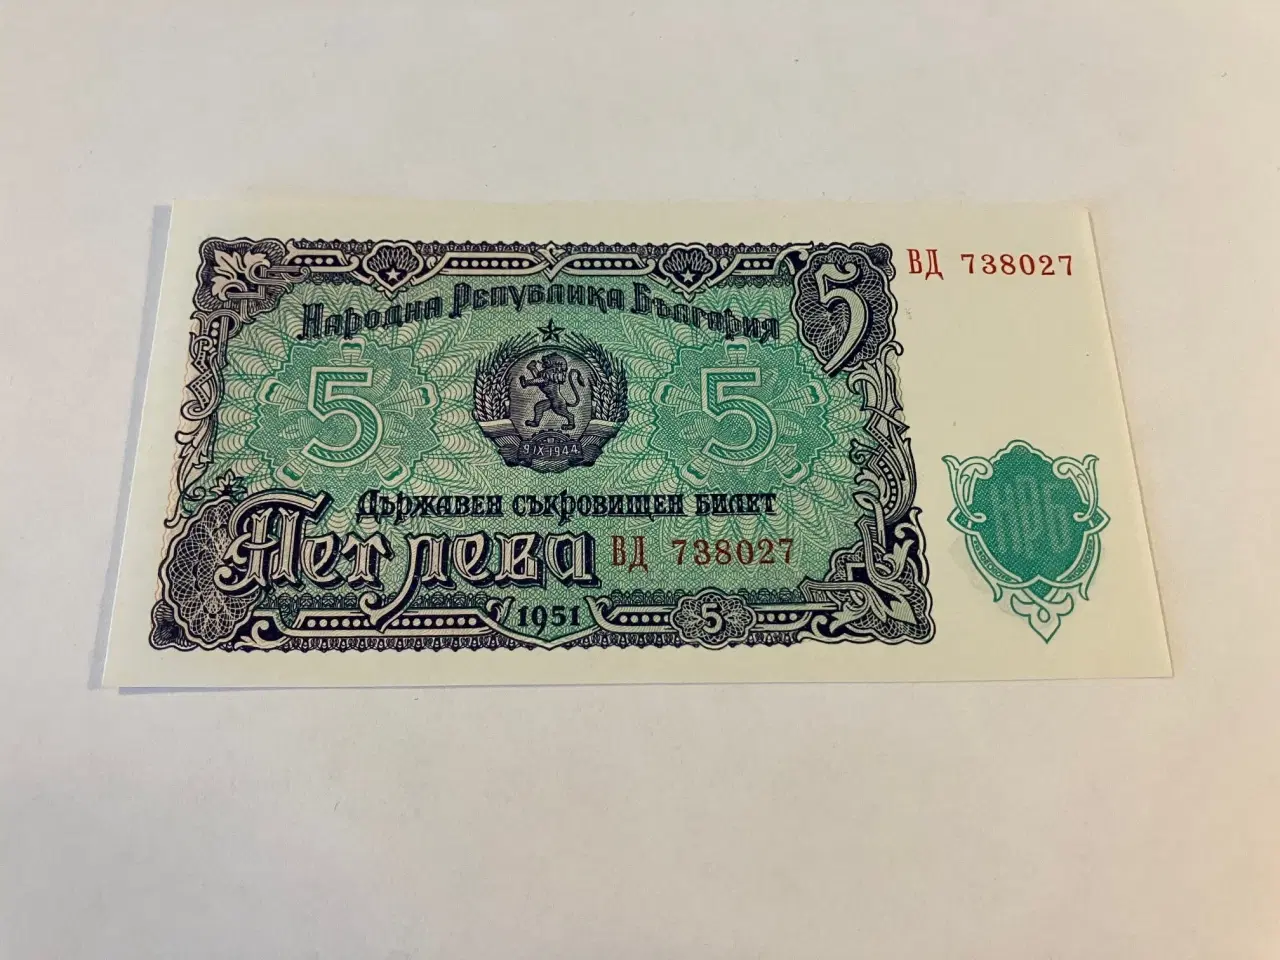 5
ВД 738027
Народна Република България
5
5
9·IX·1944
Държавен съкровищен билет
Пет лева
ВД 738027
1951
5
НРБ